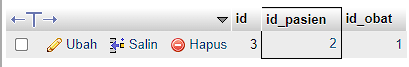 id id_pasien id_obat
Ubah Salin Hapus 3 2 1